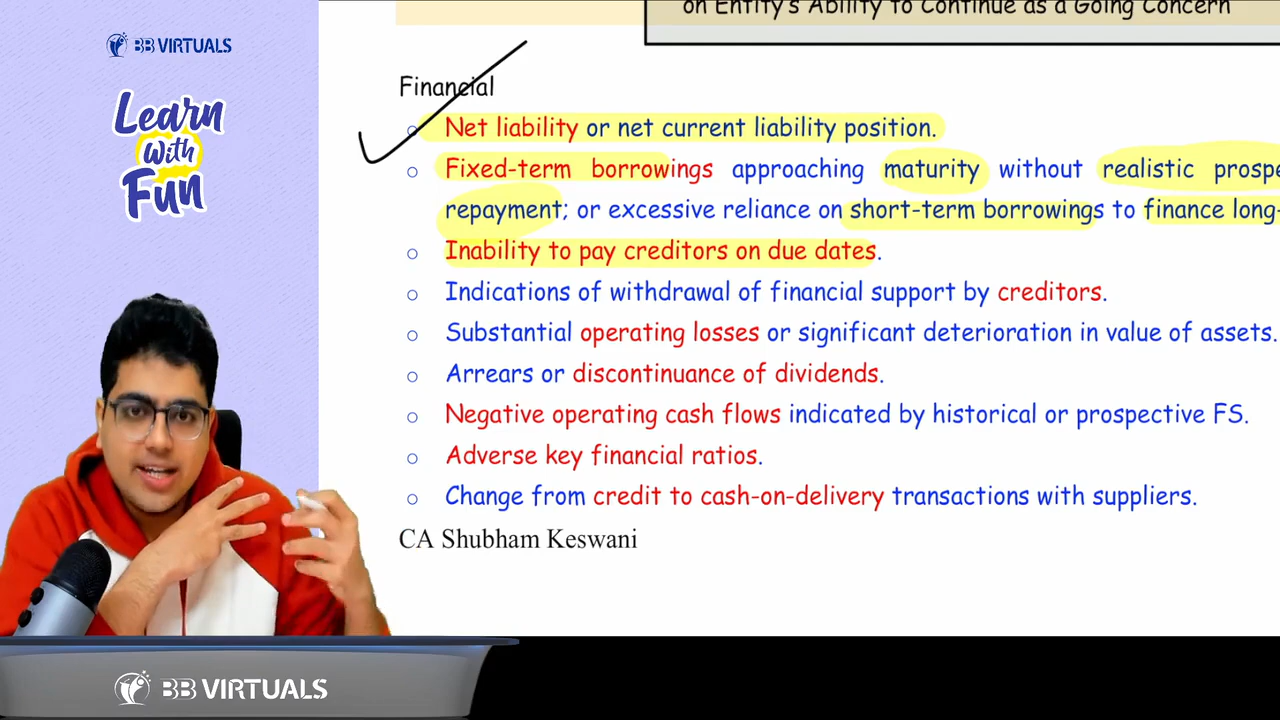 BB VIRTUALS
Learn
With
Fun
on Entity's Ability to Continue as a Going Concern
Financial
○ Net liability or net current liability position.
○ Fixed-term borrowings approaching maturity without realistic
repayment; or excessive reliance on short-term borrowings to finance long-
○ Inability to pay creditors on due dates.
○ Indications of withdrawal of financial support by creditors.
○ Substantial operating losses or significant deterioration in value of assets.
○ Arrears or discontinuance of dividends.
○ Negative operating cash flows indicated by historical or prospective FS.
○ Adverse key financial ratios.
○ Change from credit to cash-on-delivery transactions with suppliers.
CA Shubham Keswani
BB VIRTUALS